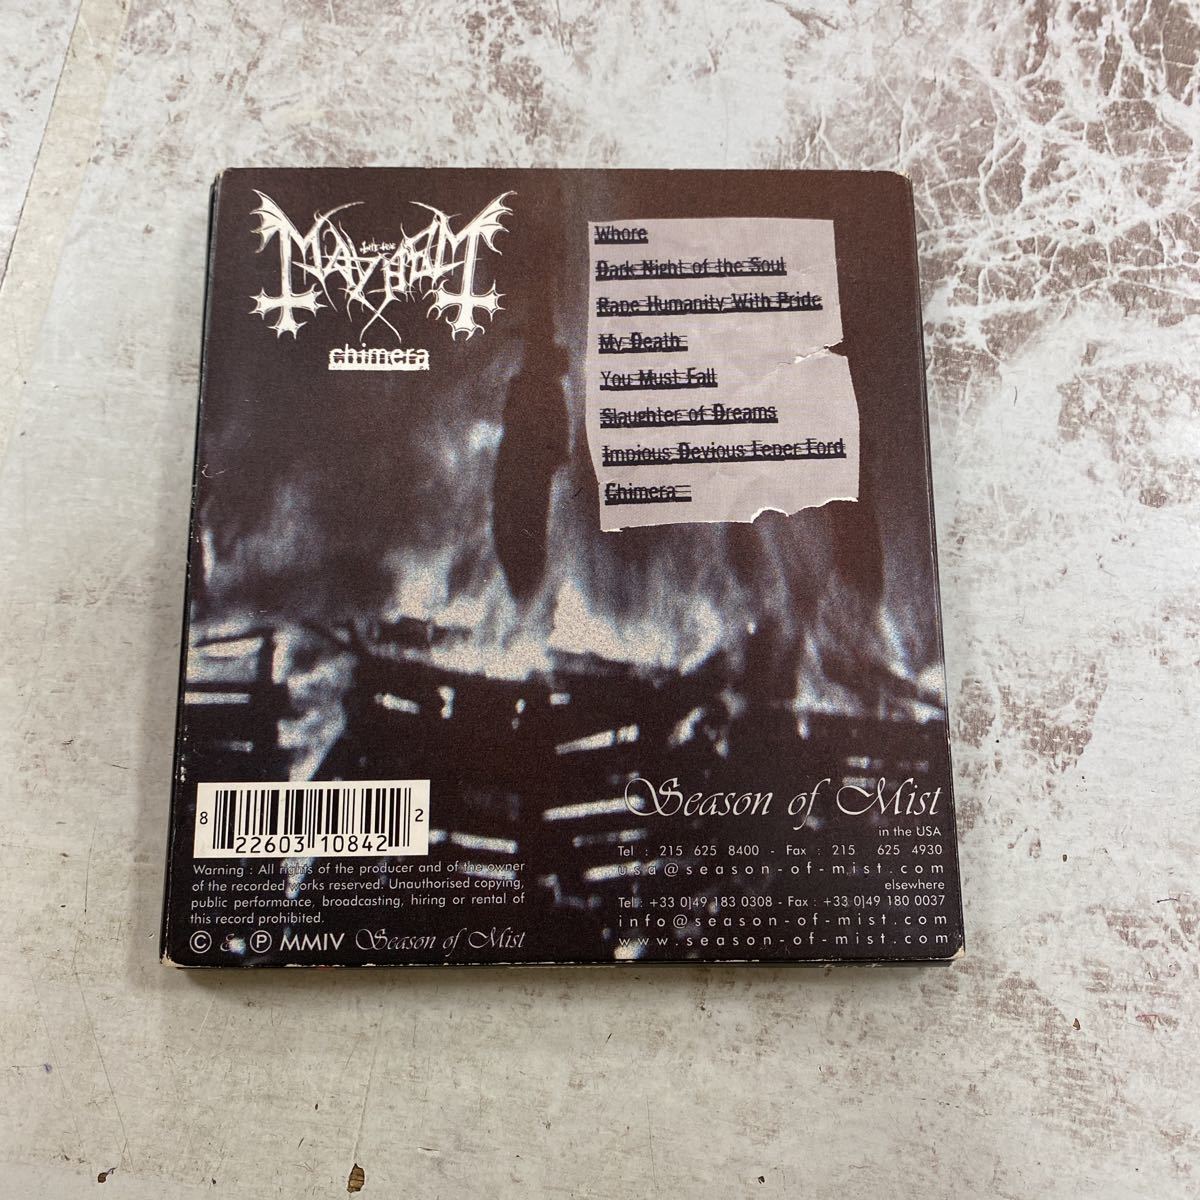 THE TRUE
MAYHEM
chimera
Whore
Dark Night of the Soul
Rape Humanity With Pride
My Death
You Must Fall
Slaughter of Dreams
Impious Devious Leper Lord
Chimera
8 22603 10842 2
Warning : All rights of the producer and of the owner
of the recorded works reserved. Unauthorised copying,
public performance, broadcasting, hiring or rental of
this record prohibited.
© & ℗ MMIV Season of Mist
Season of Mist
in the USA
Tel : 215 625 8400 - Fax : 215 625 4930
usa@season-of-mist.com
elsewhere
Tel : +33 0)49 183 0308 - Fax : +33 0)49 180 0037
info@season-of-mist.com
www.season-of-mist.com